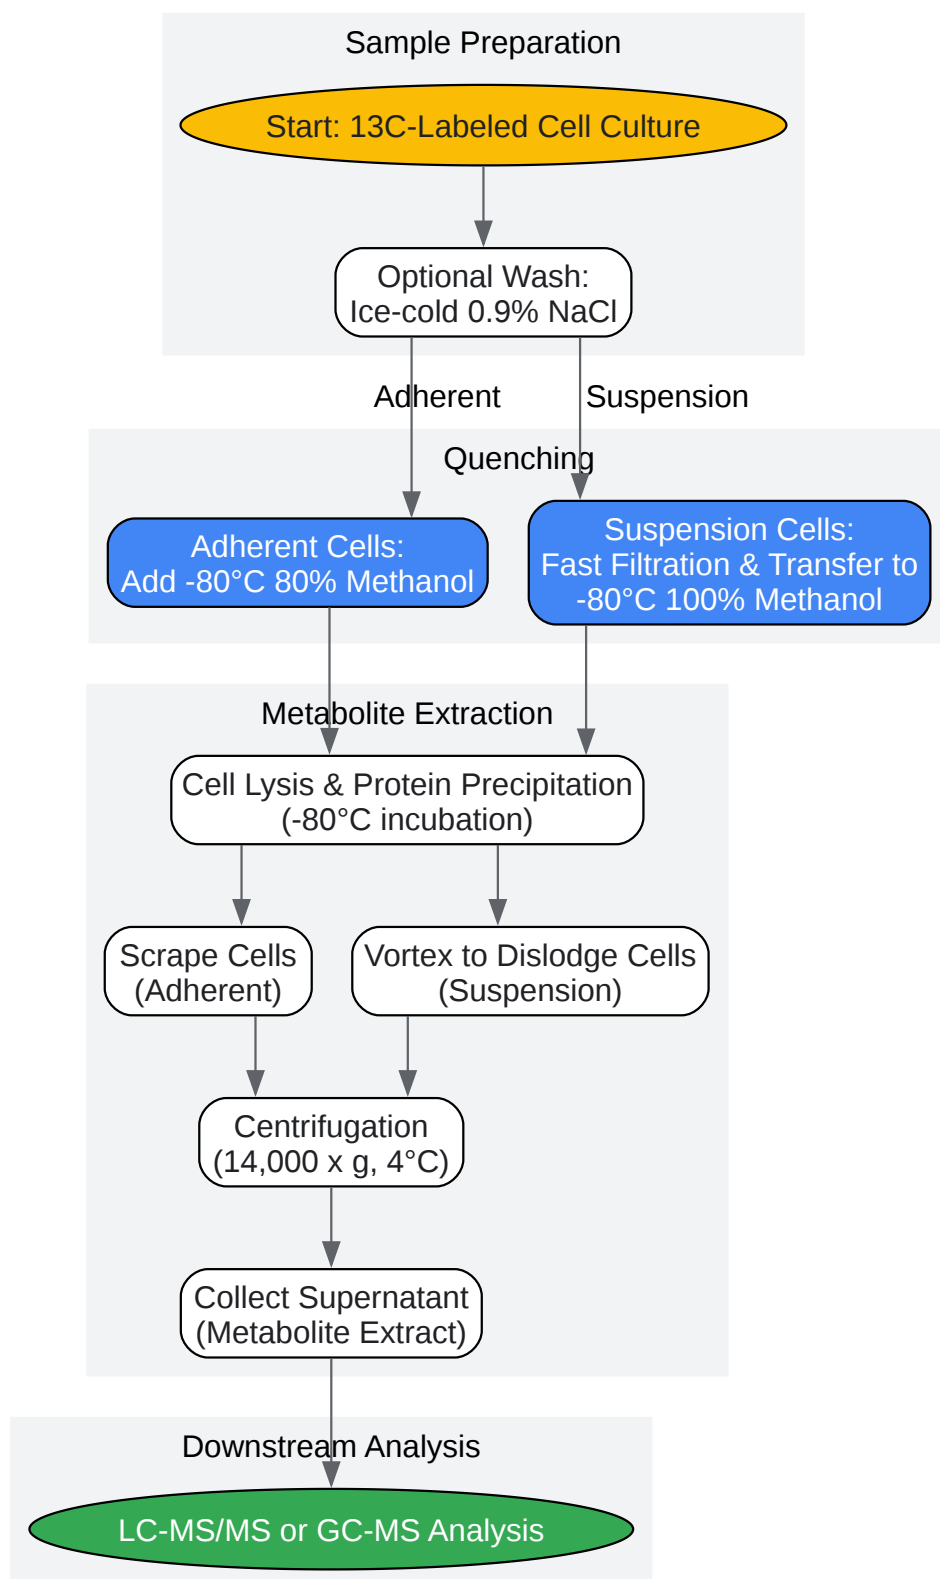 Sample Preparation
Start: 13C-Labeled Cell Culture
Optional Wash:
Ice-cold 0.9% NaCl
Adherent
Suspension
Quenching
Adherent Cells:
Add -80°C 80% Methanol
Suspension Cells:
Fast Filtration & Transfer to
-80°C 100% Methanol
Metabolite Extraction
Cell Lysis & Protein Precipitation
(-80°C incubation)
Scrape Cells
(Adherent)
Vortex to Dislodge Cells
(Suspension)
Centrifugation
(14,000 x g, 4°C)
Collect Supernatant
(Metabolite Extract)
Downstream Analysis
LC-MS/MS or GC-MS Analysis